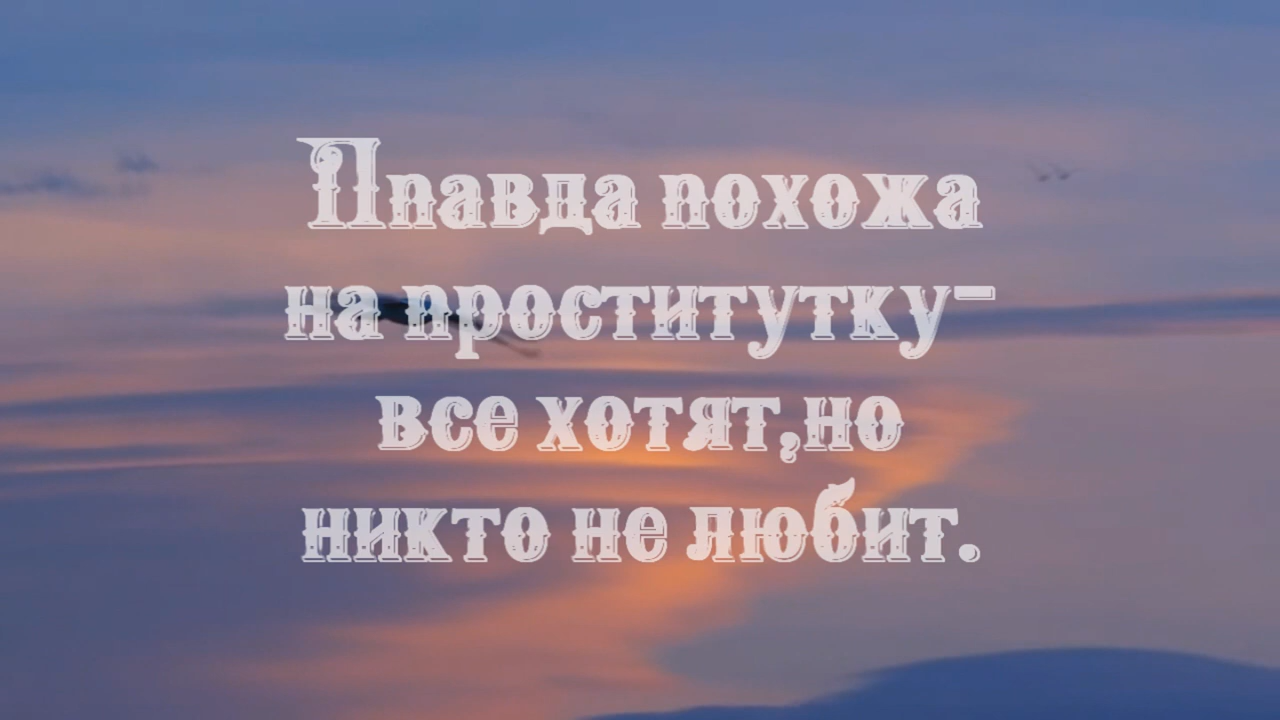 Ппавда похожа
на проститутку-
все хотят,но
никто не любит.